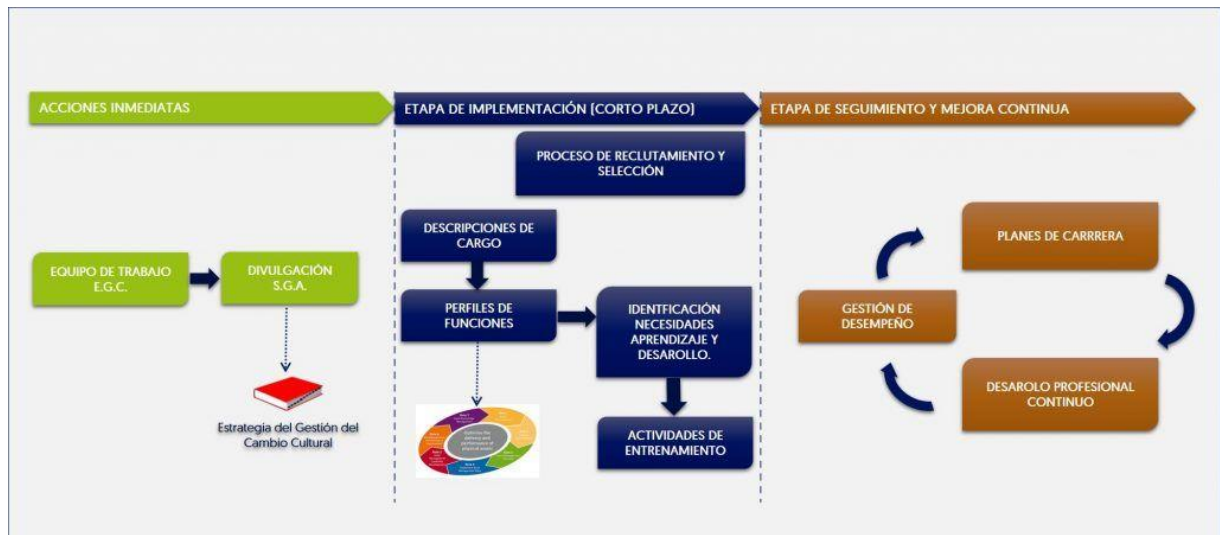 ACCIONES INMEDIATAS
ETAPA DE IMPLEMENTACIÓN (CORTO PLAZO)
ETAPA DE SEGUIMIENTO Y MEJORA CONTINUA
PROCESO DE RECLUTAMIENTO Y
SELECCIÓN
EQUIPO DE TRABAJO
E.G.C.
DIVULGACIÓN
S.G.A.
Estrategia del Gestión del
Cambio Cultural
DESCRIPCIONES DE
CARGO
PERFILES DE
FUNCIONES
IDENTFICACIÓN
NECESIDADES
APRENDIZAJE Y
DESAROLLO.
ACTIVIDADES DE
ENTRENAMIENTO
PLANES DE CARRRERA
GESTIÓN DE
DESEMPEÑO
DESAROLO PROFESIONAL
CONTINUO